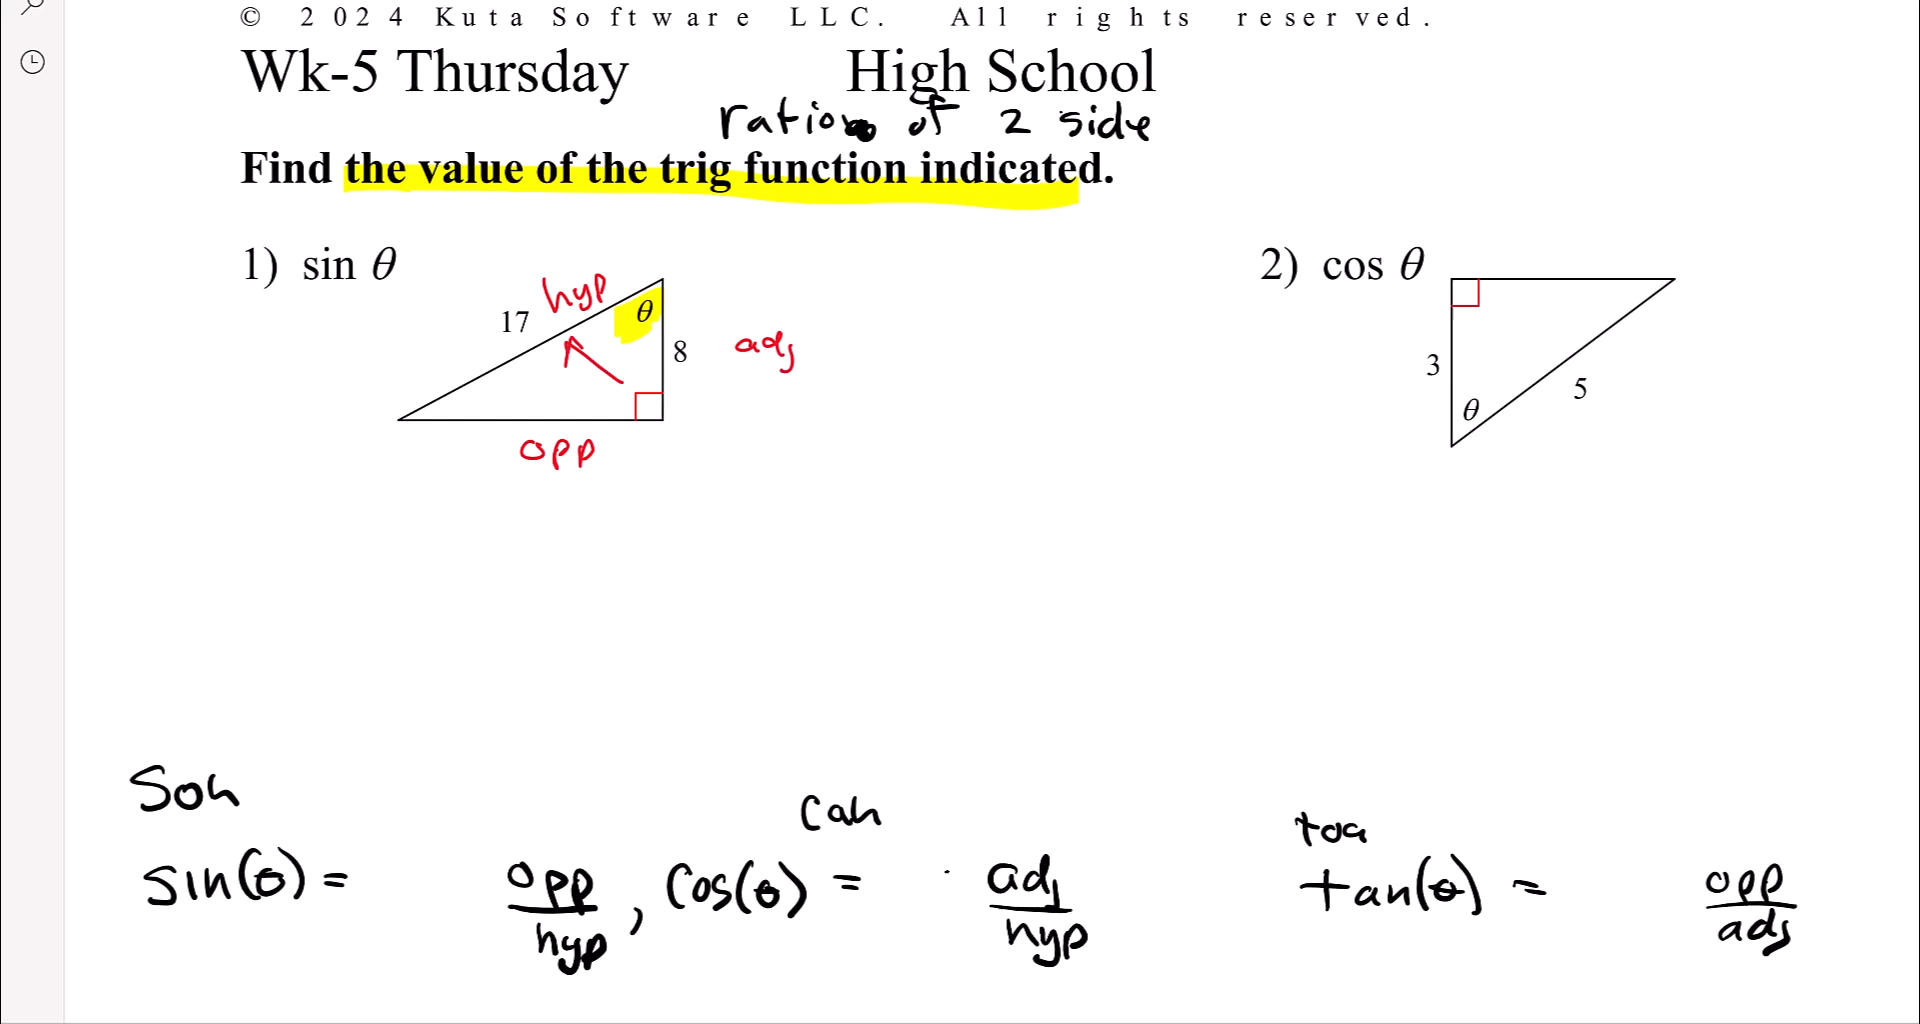 © 2024 Kuta Software LLC. All rights reserved.
Wk-5 Thursday High School
ratio of 2 side
Find the value of the trig function indicated.
1) sin θ
hyp
17
θ
8
adj
opp
2) cos θ
3
5
θ
Soh
Cah
toa
sin(θ) = opp/hyp, Cos(θ) = adj/hyp tan(θ) = opp/adj